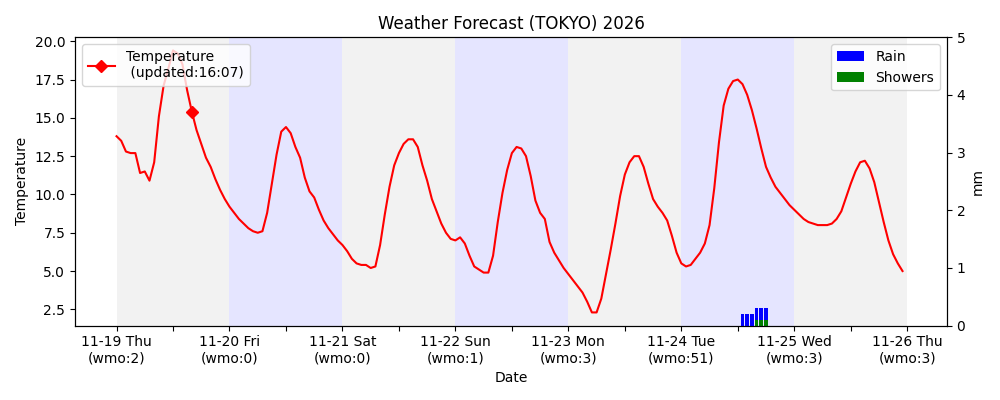 Weather Forecast (TOKYO) 2026
Temperature
(updated:16:07)
Rain
Showers
Temperature
20.0
17.5
15.0
12.5
10.0
7.5
5.0
2.5
5
4
3
2
1
0
mm
11-19 Thu
(wmo:2)
11-20 Fri
(wmo:0)
11-21 Sat
(wmo:0)
11-22 Sun
(wmo:1)
11-23 Mon
(wmo:3)
11-24 Tue
(wmo:51)
11-25 Wed
(wmo:3)
11-26 Thu
(wmo:3)
Date